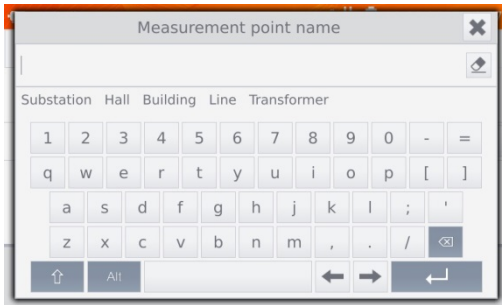 Measurement point name
Substation Hall Building Line Transformer
1 2 3 4 5 6 7 8 9 0 - =
q w e r t y u i o p [ ]
a s d f g h j k l ; '
z x c v b n m , . /
Alt